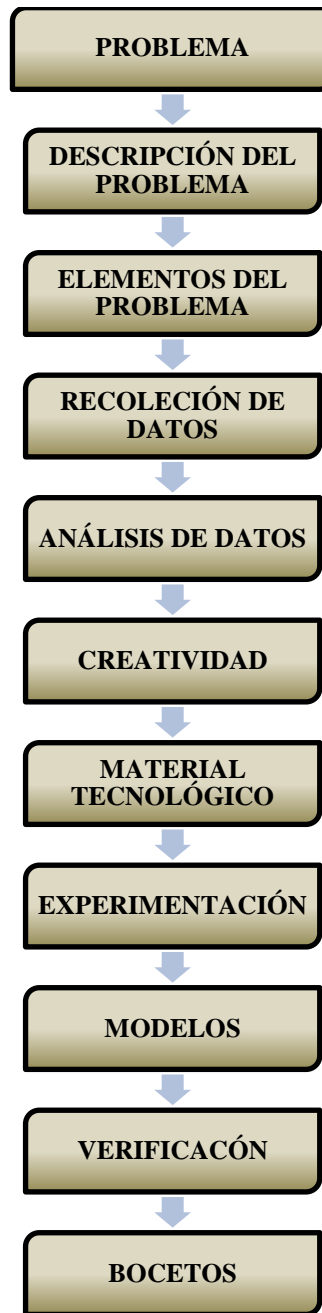 PROBLEMA
DESCRIPCIÓN DEL
PROBLEMA
ELEMENTOS DEL
PROBLEMA
RECOLECIÓN DE
DATOS
ANÁLISIS DE DATOS
CREATIVIDAD
MATERIAL
TECNOLÓGICO
EXPERIMENTACIÓN
MODELOS
VERIFICACÓN
BOCETOS